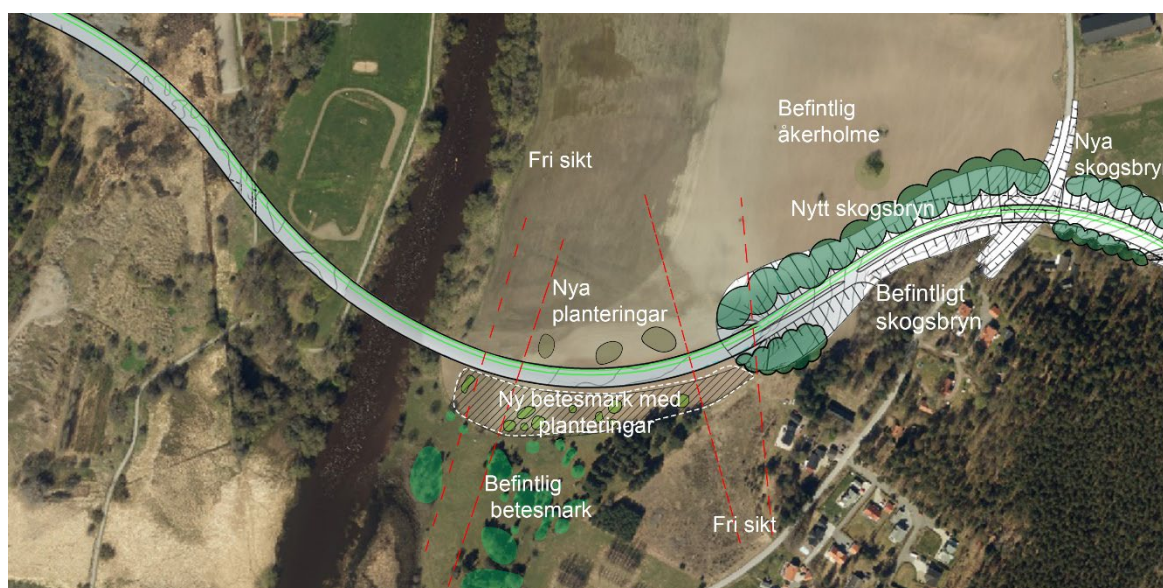 Befintlig
åkerholme
Fri sikt
Nya
skogsbryn
Nytt skogsbryn
Nya
planteringar
Befintligt
skogsbryn
Ny betesmark med
planteringar
Befintlig
betesmark
Fri sikt